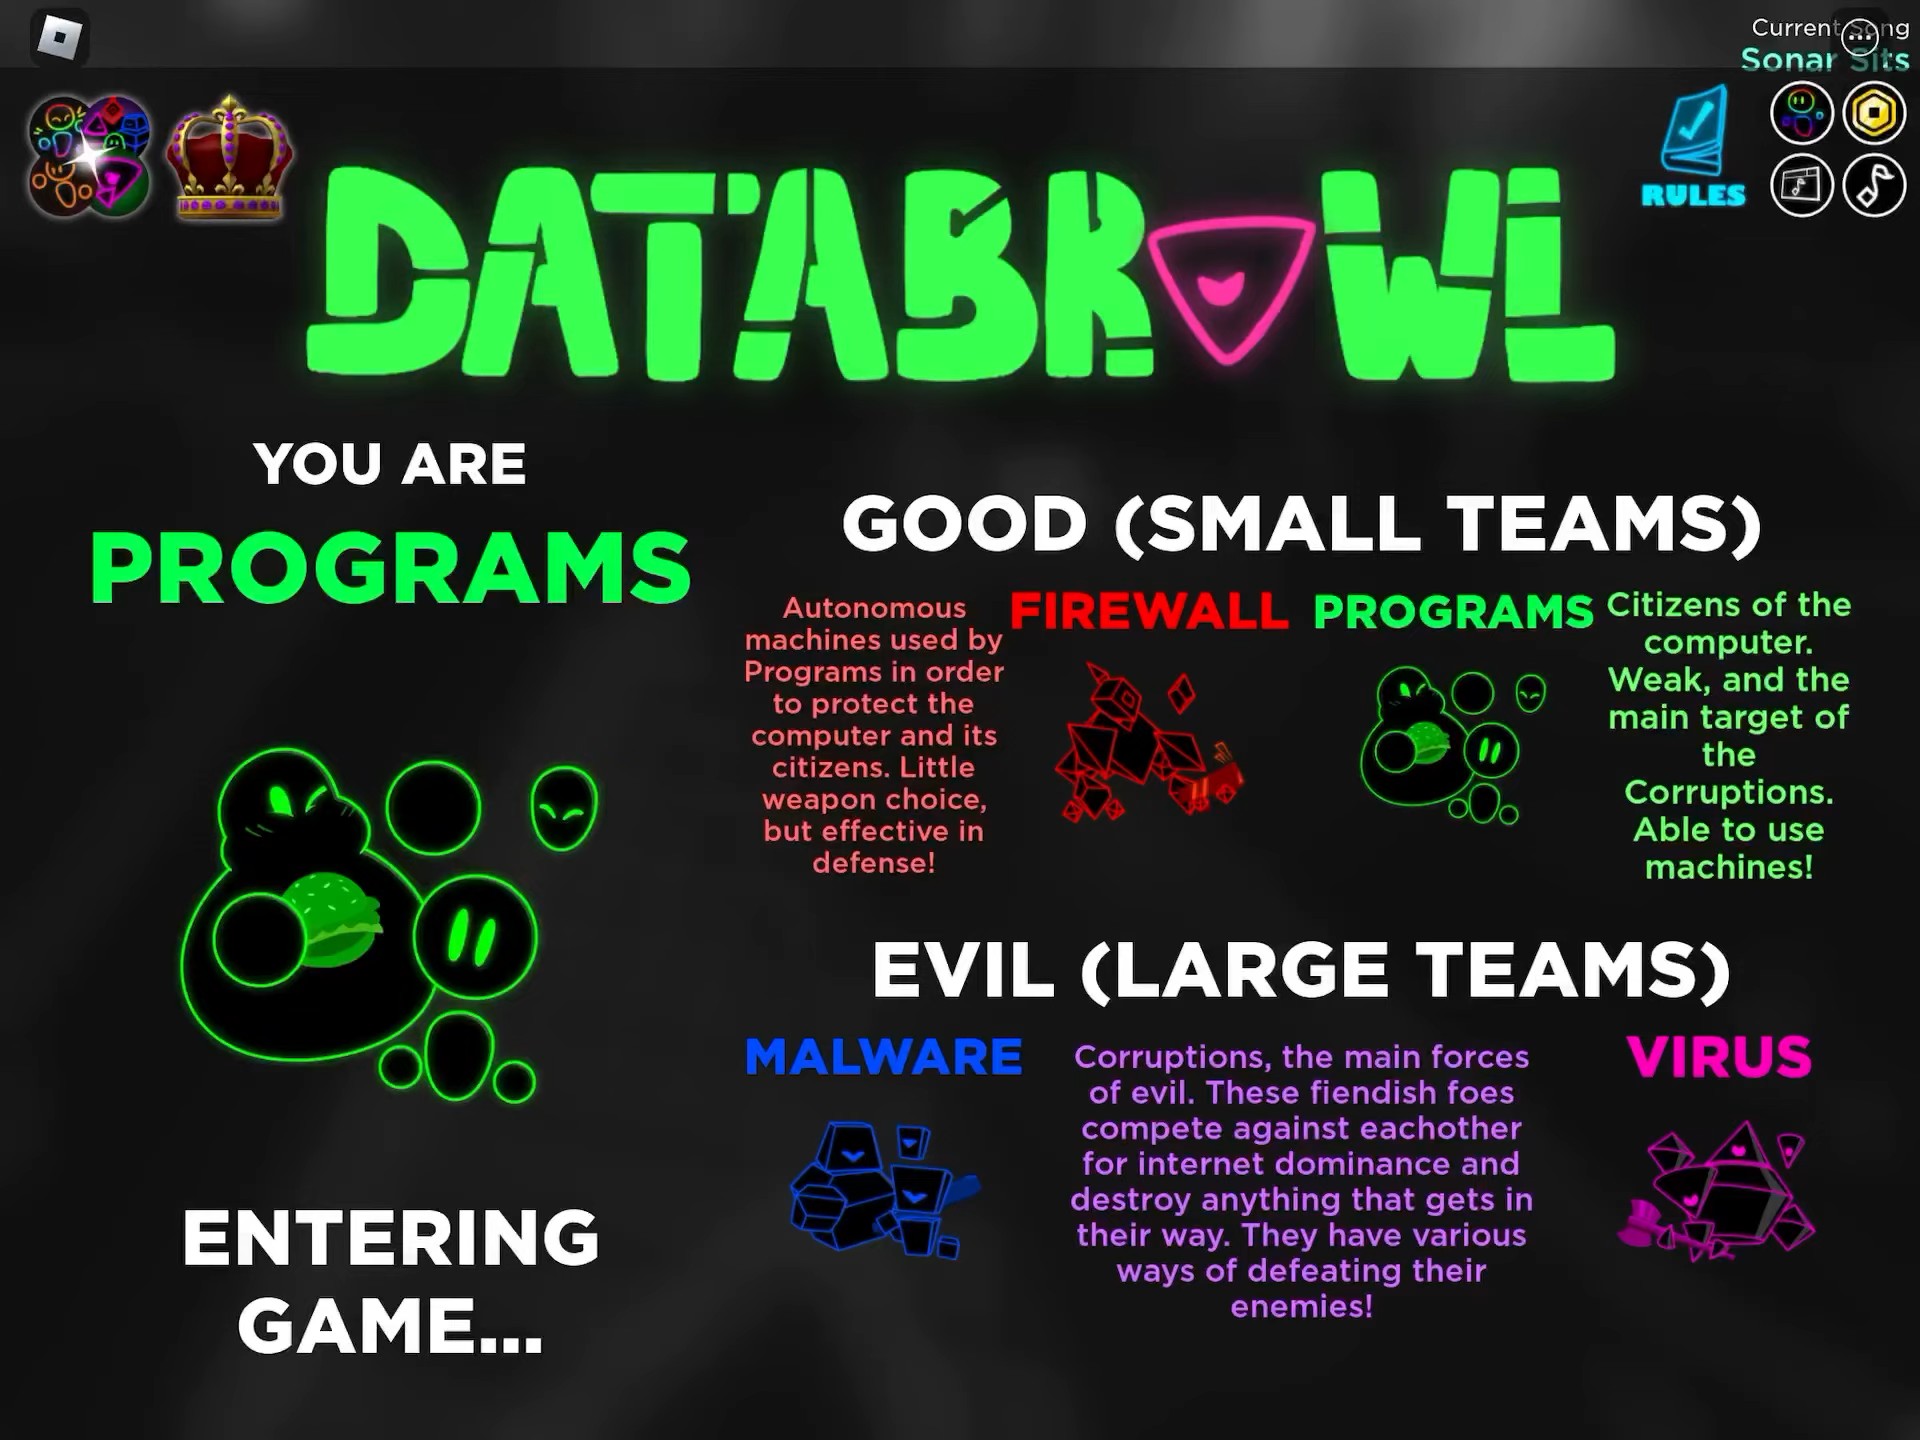 Current Song
Sonar Sits
RULES
DATABRAWL
YOU ARE
PROGRAMS
GOOD (SMALL TEAMS)
Autonomous
machines used by
Programs in order
to protect the
computer and its
citizens. Little
weapon choice,
but effective in
defense!
FIREWALL
PROGRAMS
Citizens of the
computer.
Weak, and the
main target of
the
Corruptions.
Able to use
machines!
EVIL (LARGE TEAMS)
MALWARE
Corruptions, the main forces
of evil. These fiendish foes
compete against eachother
for internet dominance and
destroy anything that gets in
their way. They have various
ways of defeating their
enemies!
VIRUS
ENTERING
GAME...